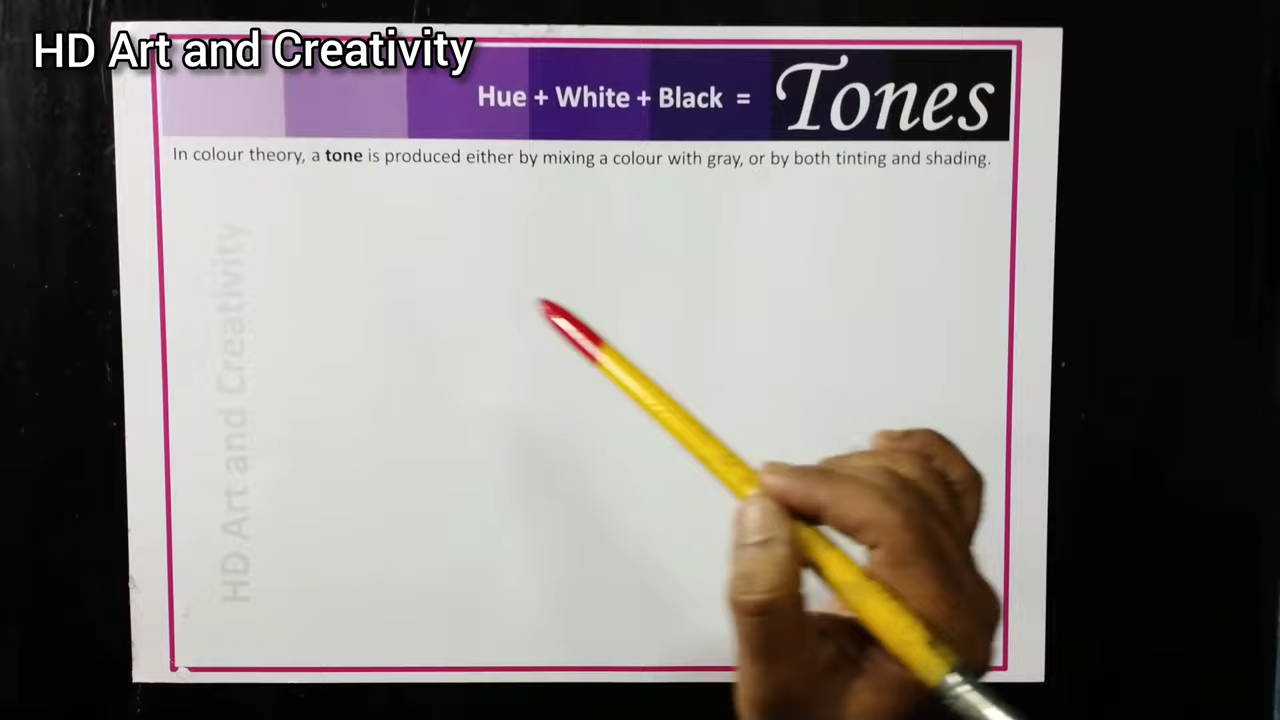 HD Art and Creativity
Hue + White + Black = Tones
In colour theory, a tone is produced either by mixing a colour with gray, or by both tinting and shading.
HD Art and Creativity